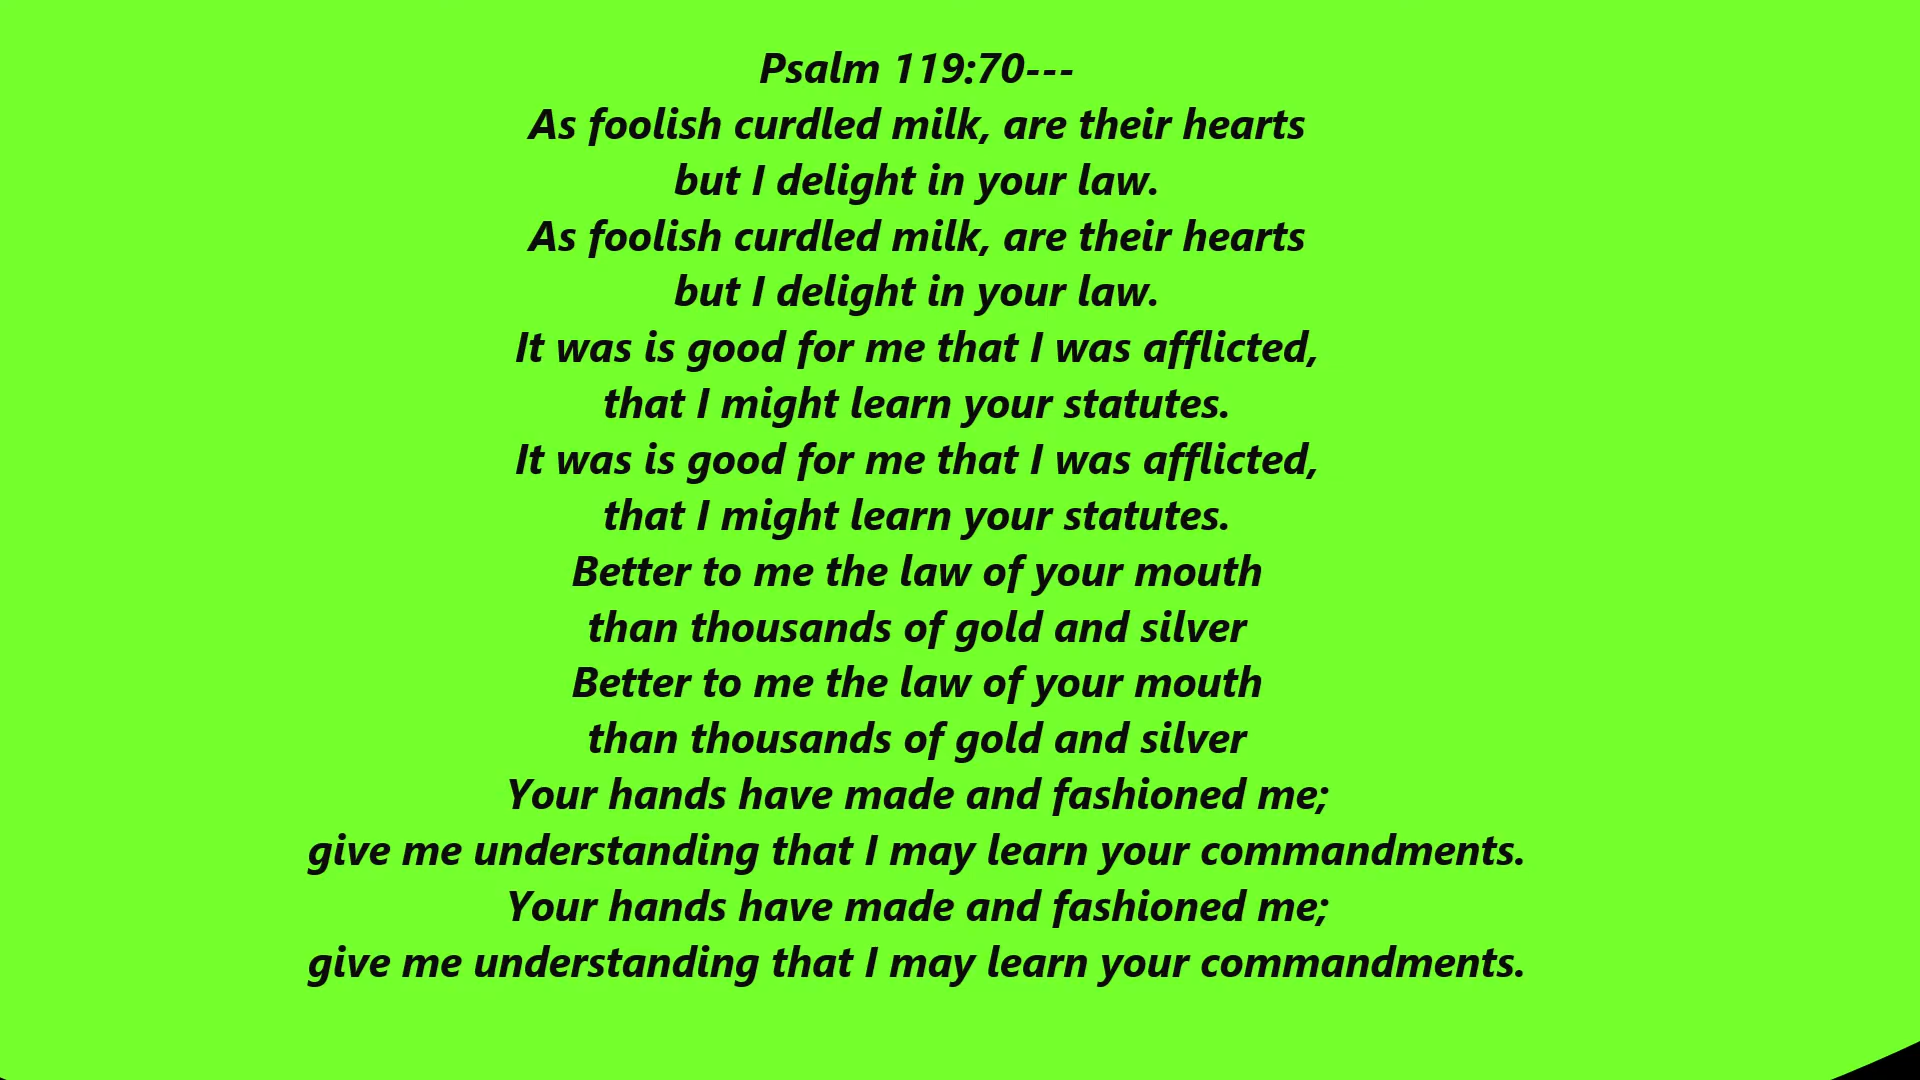 Psalm 119:70---
As foolish curdled milk, are their hearts
but I delight in your law.
As foolish curdled milk, are their hearts
but I delight in your law.
It was is good for me that I was afflicted,
that I might learn your statutes.
It was is good for me that I was afflicted,
that I might learn your statutes.
Better to me the law of your mouth
than thousands of gold and silver
Better to me the law of your mouth
than thousands of gold and silver
Your hands have made and fashioned me;
give me understanding that I may learn your commandments.
Your hands have made and fashioned me;
give me understanding that I may learn your commandments.